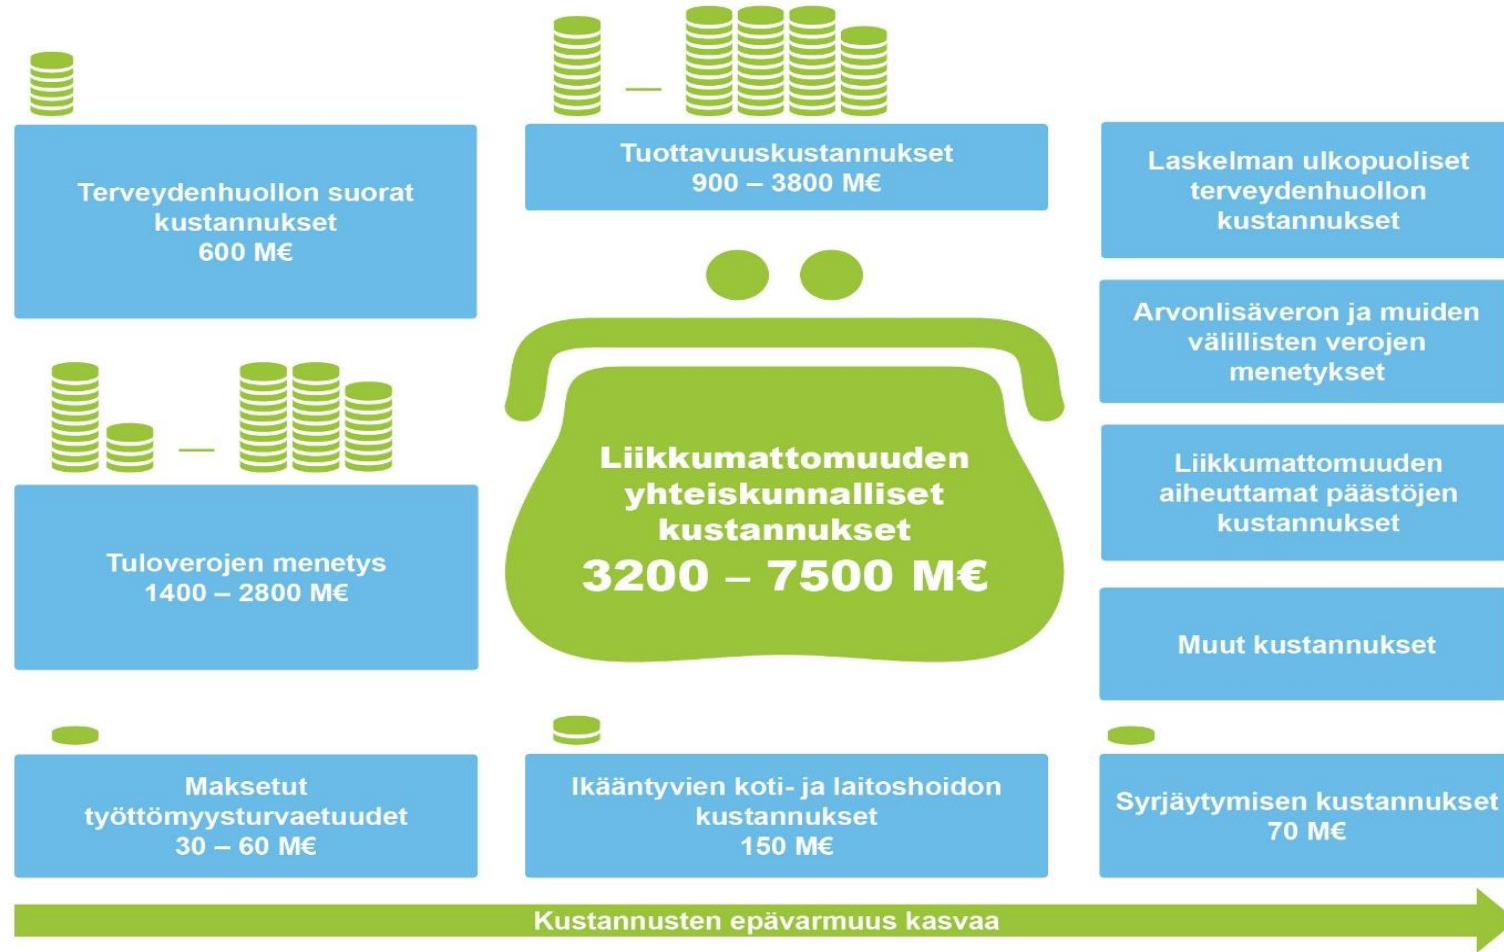 Terveydenhuollon suorat
kustannukset
600 M€
Tuottavuuskustannukset
900 – 3800 M€
Laskelman ulkopuoliset
terveydenhuollon
kustannukset
Arvonlisäveron ja muiden
välillisten verojen
menetykset
Liikkumattomuuden
yhteiskunnalliset
kustannukset
3200 – 7500 M€
Tuloverojen menetys
1400 – 2800 M€
Liikkumattomuuden
aiheuttamat päästöjen
kustannukset
Muut kustannukset
Maksetut
työttömyysturvaetuudet
30 – 60 M€
Ikääntyvien koti- ja laitoshoidon
kustannukset
150 M€
Syrjäytymisen kustannukset
70 M€
Kustannusten epävarmuus kasvaa